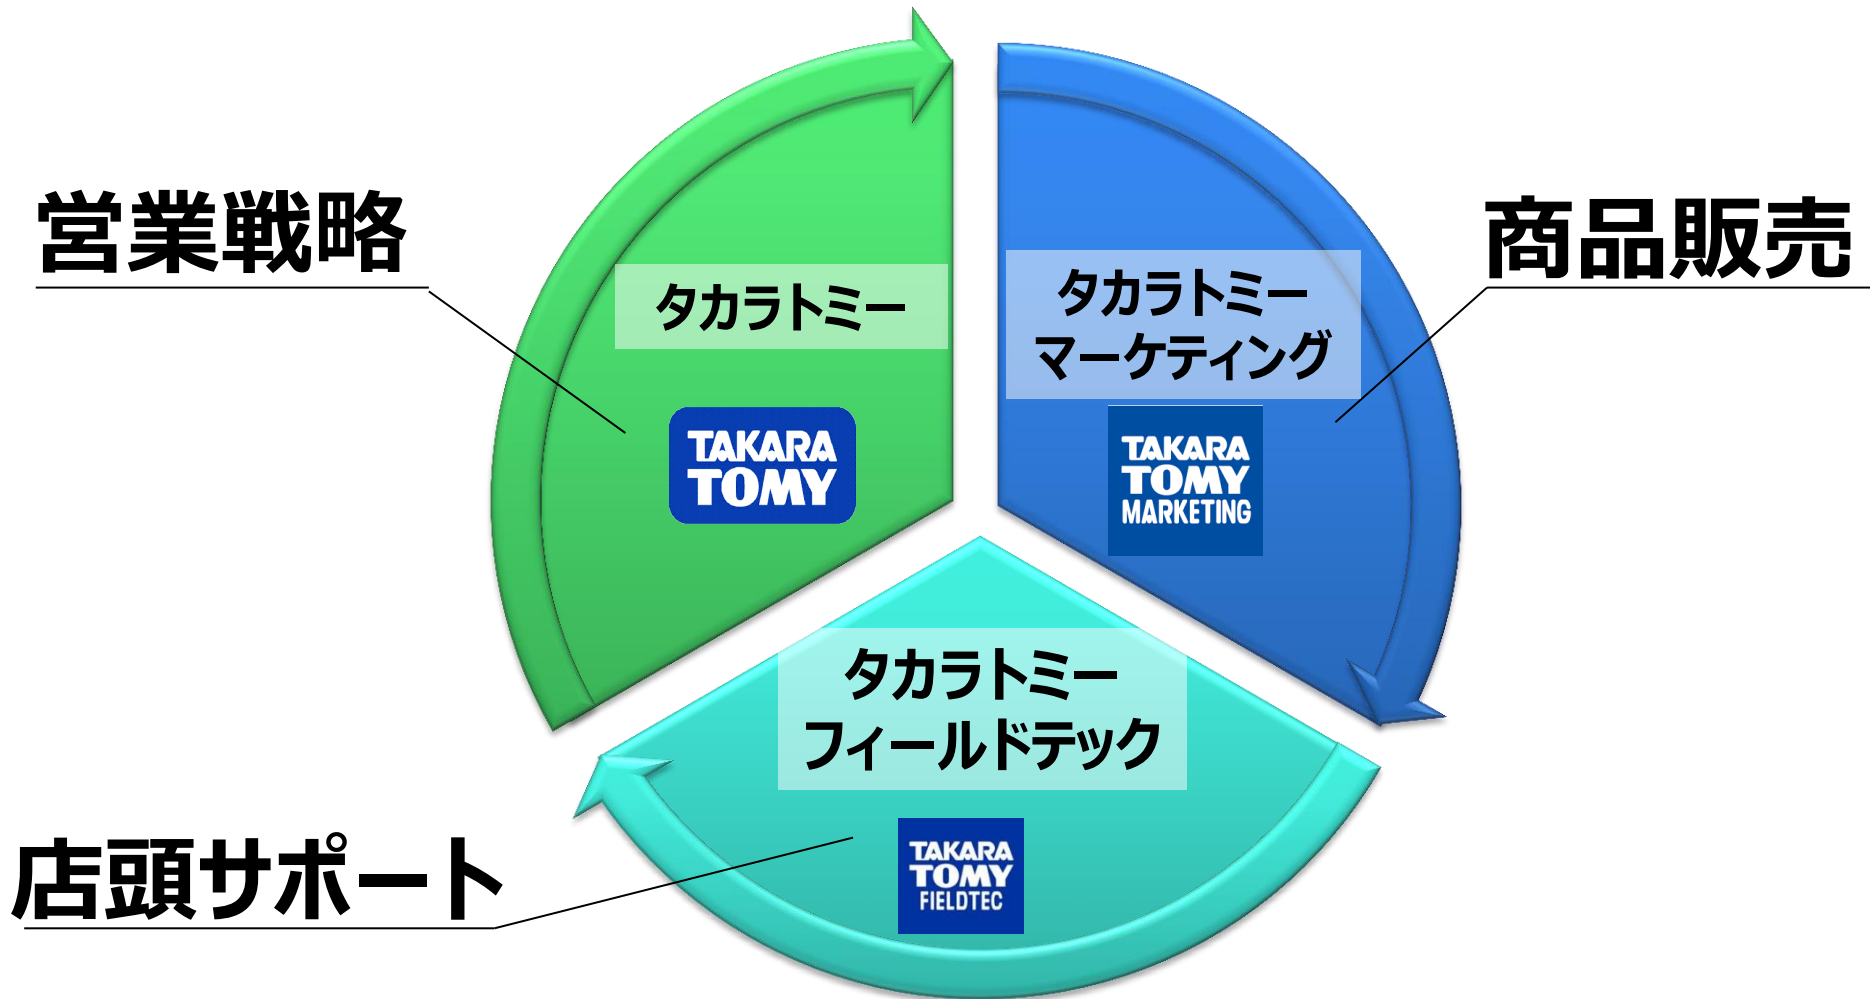 営業戦略
タカラトミー
TAKARA
TOMY
商品販売
タカラトミー
マーケティング
TAKARA
TOMY
MARKETING
店頭サポート
タカラトミー
フィールドテック
TAKARA
TOMY
FIELDTEC